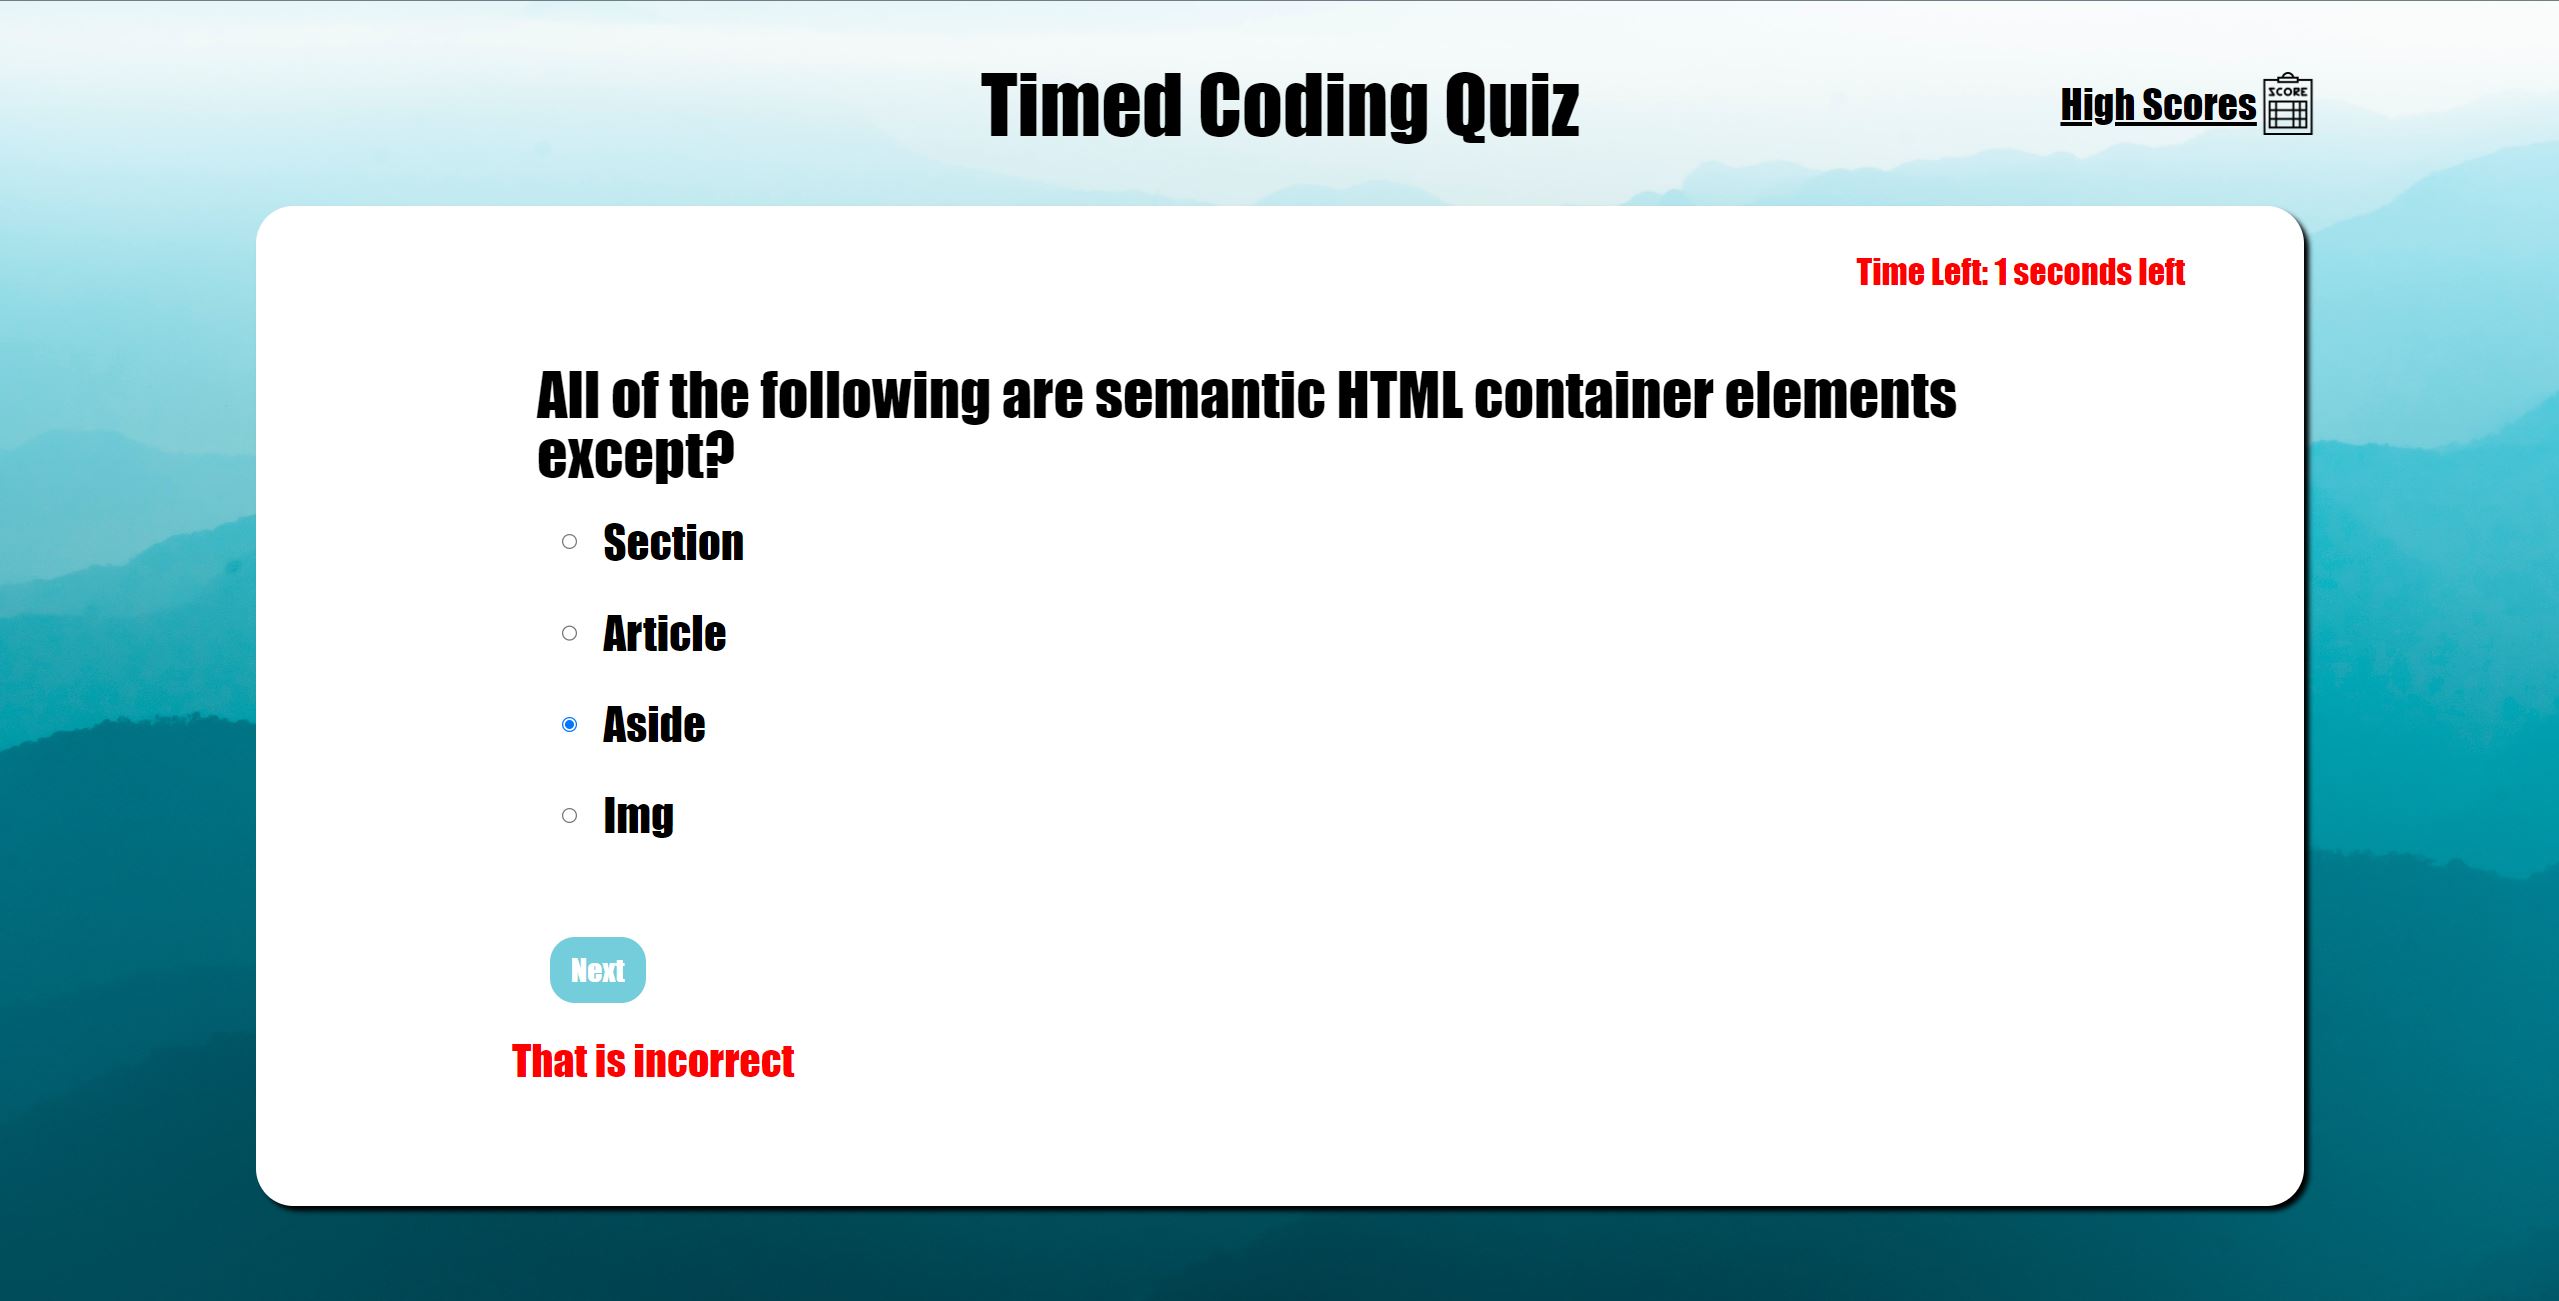 Timed Coding Quiz
High Scores
SCORE
Time Left: 1 seconds left
All of the following are semantic HTML container elements
except?
Section
Article
Aside
Img
Next
That is incorrect